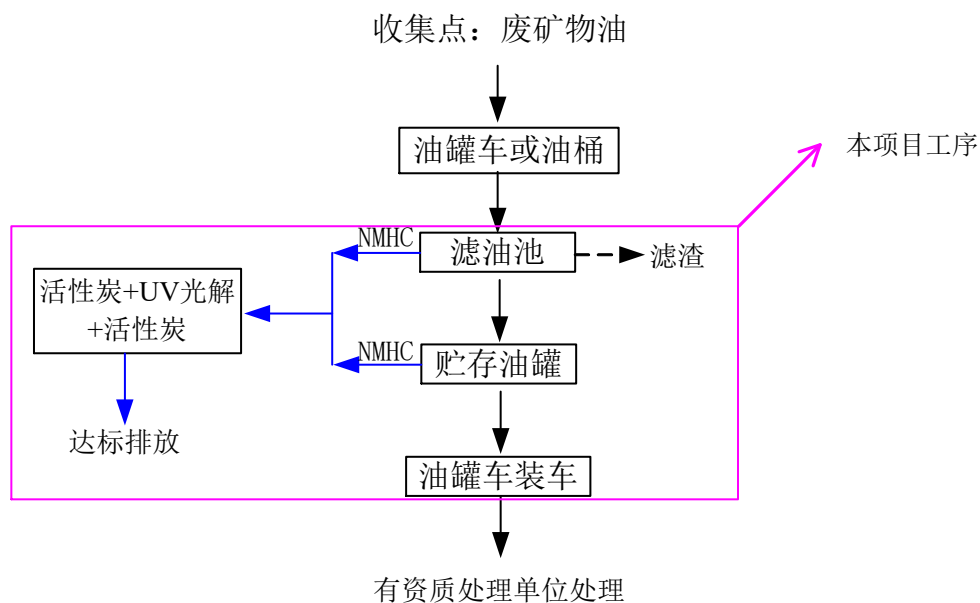 收集点：废矿物油
油罐车或油桶
本项目工序
NMHC
滤油池
滤渣
活性炭+UV光解
+活性炭
NMHC
贮存油罐
达标排放
油罐车装车
有资质处理单位处理